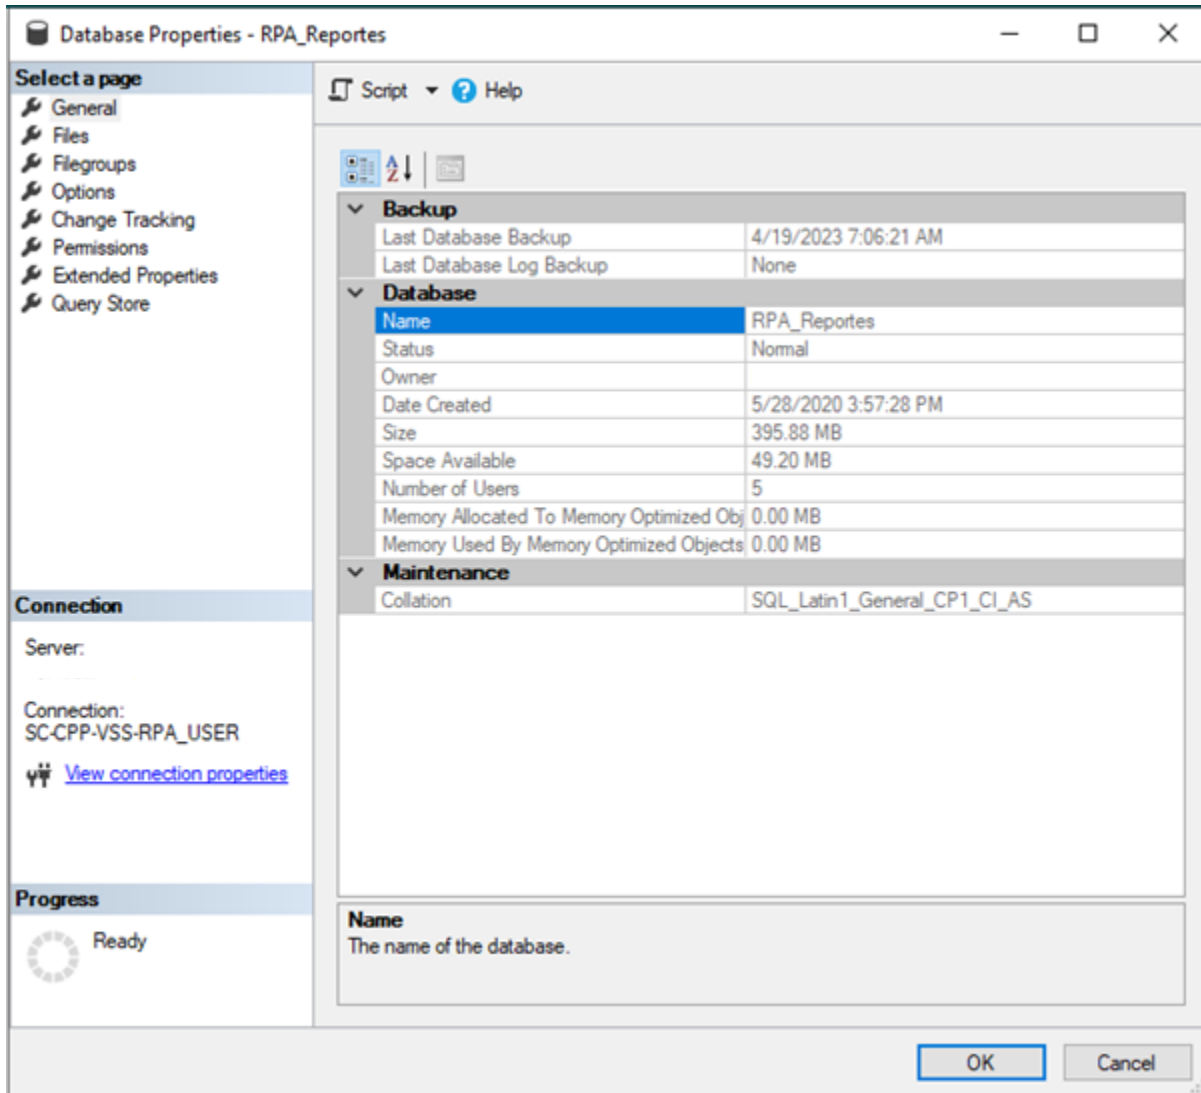 Database Properties - RPA_Reportes
Select a page
General
Files
Filegroups
Options
Change Tracking
Permissions
Extended Properties
Query Store
Connection
Server:
Connection:
SC-CPP-VSS-RPA_USER
View connection properties
Progress
Ready
Script Help
Backup
Last Database Backup 4/19/2023 7:06:21 AM
Last Database Log Backup None
Database
Name RPA_Reportes
Status Normal
Owner
Date Created 5/28/2020 3:57:28 PM
Size 395.88 MB
Space Available 49.20 MB
Number of Users 5
Memory Allocated To Memory Optimized Obj 0.00 MB
Memory Used By Memory Optimized Objects 0.00 MB
Maintenance
Collation SQL_Latin1_General_CP1_CI_AS
Name
The name of the database.
OK Cancel